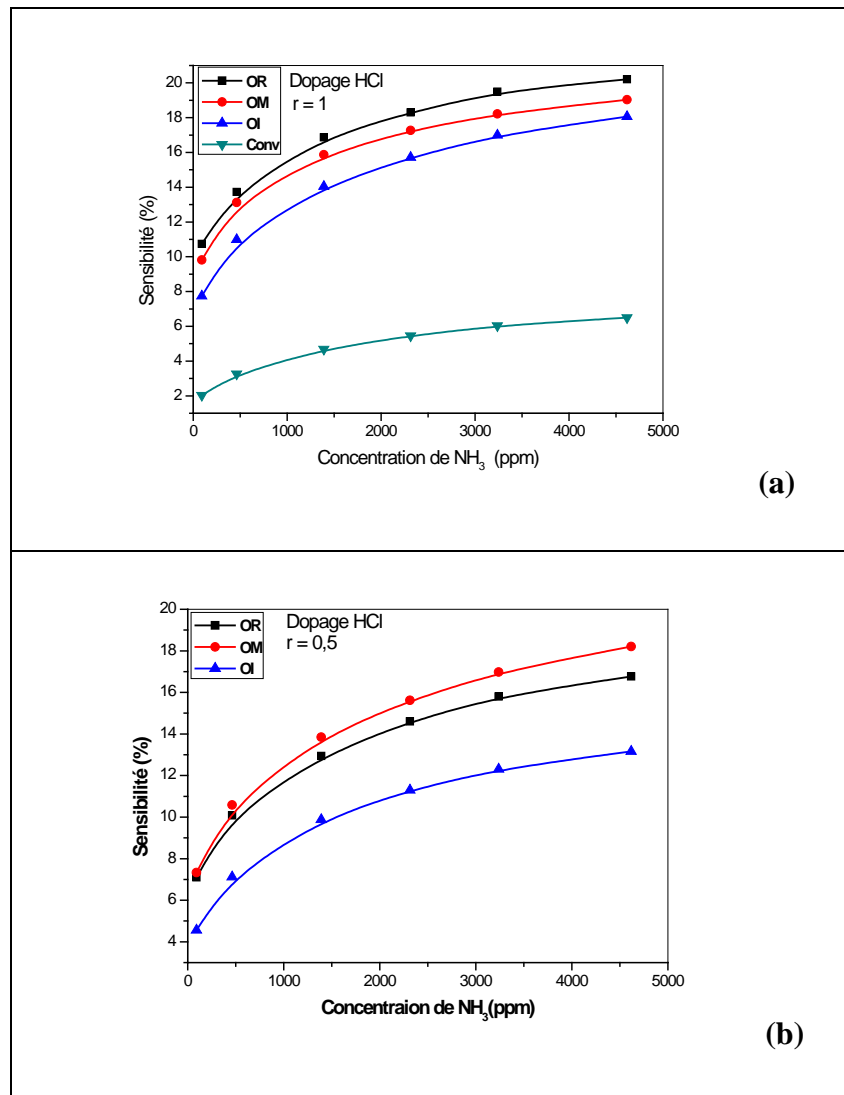 OR
OM
OI
Conv
Dopage HCl
r = 1
Sensibilité (%)
20
18
16
14
12
10
8
6
4
2
0 1000 2000 3000 4000 5000
Concentration de NH₃ (ppm)
(a)
OR
OM
OI
Dopage HCl
r = 0,5
Sensibilité (%)
20
18
16
14
12
10
8
6
4
0 1000 2000 3000 4000 5000
Concentraion de NH₃(ppm)
(b)